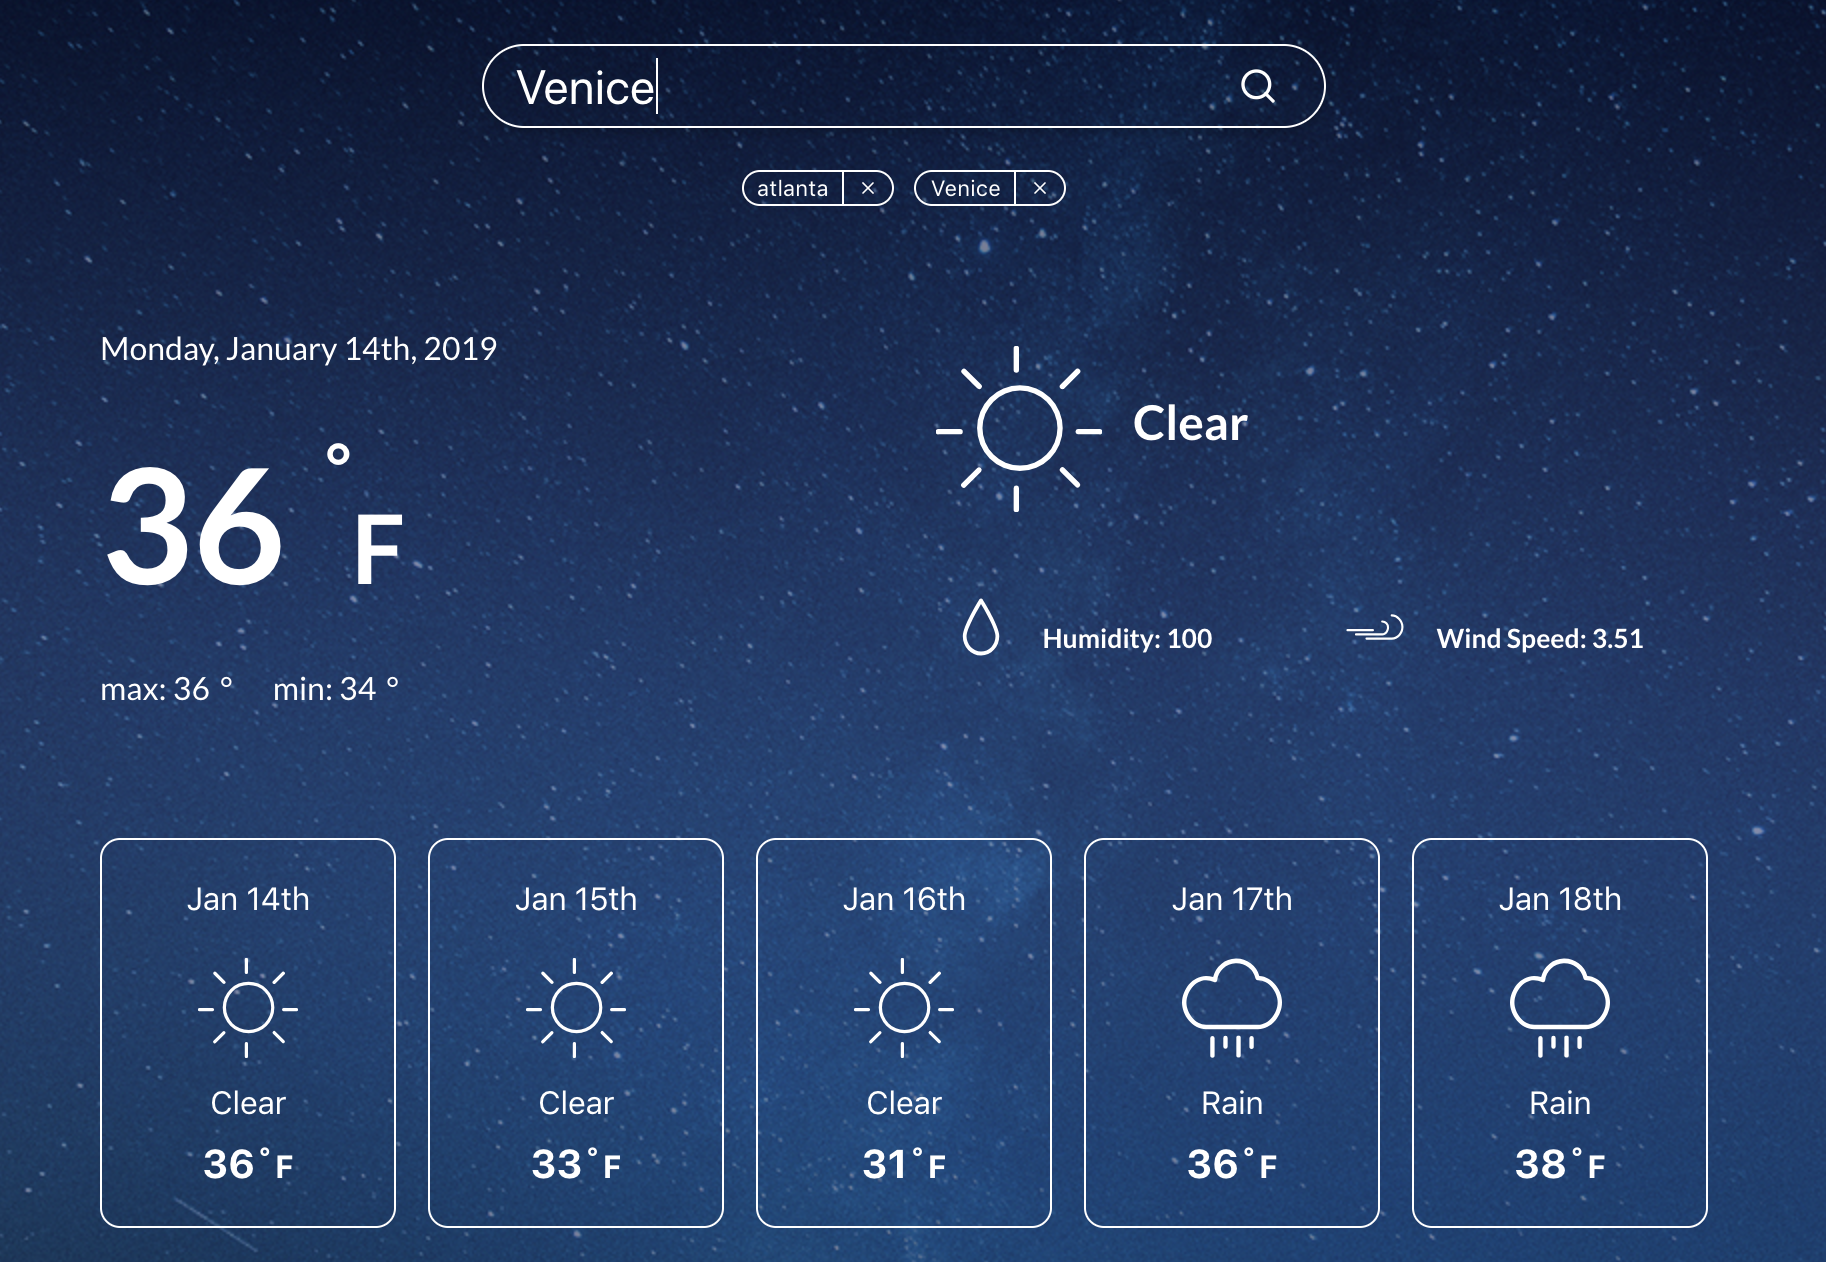 Venice
atlanta ×
Venice ×
Monday, January 14th, 2019
36 °F
Clear
Humidity: 100
Wind Speed: 3.51
max: 36 ° min: 34 °
Jan 14th
Clear
36°F
Jan 15th
Clear
33°F
Jan 16th
Clear
31°F
Jan 17th
Rain
36°F
Jan 18th
Rain
38°F